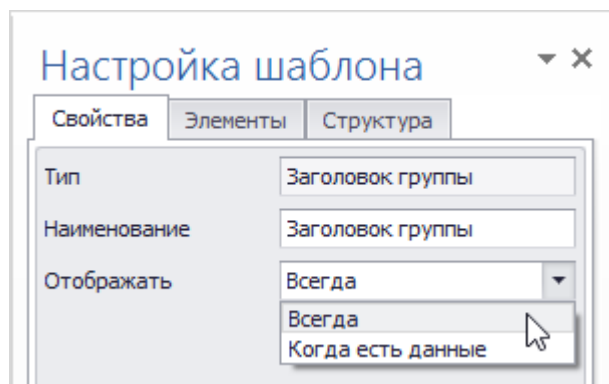 Настройка шаблона
Свойства Элементы Структура
Тип Заголовок группы
Наименование Заголовок группы
Отображать Всегда
Всегда
Когда есть данные